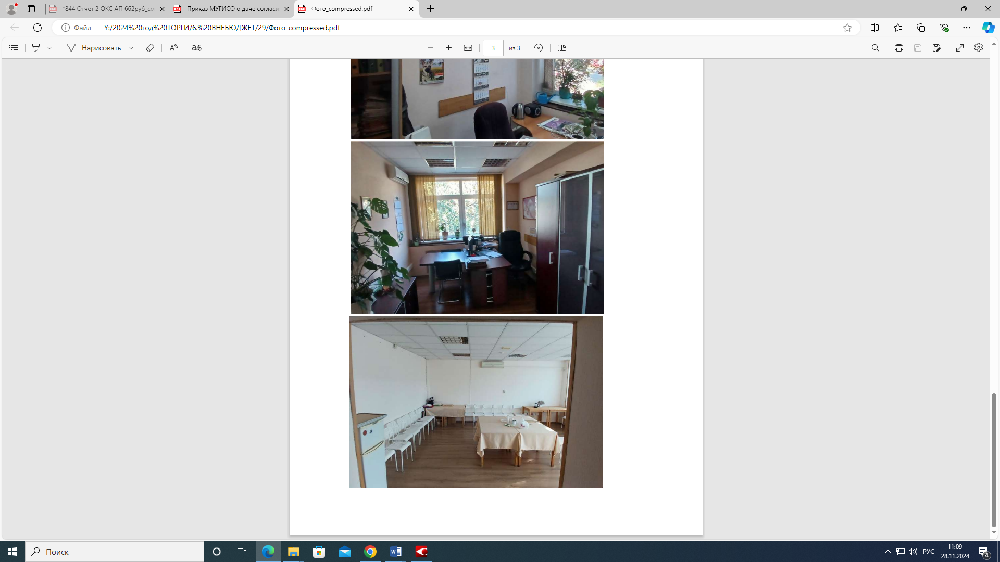 *844 Отчет 2 ОКС АП 662руб_со
Приказ МУГИСО о даче согласи
Фото_compressed.pdf
Файл
Y:/2024%20год%20ТОРГИ/6.%20ВНЕБЮДЖЕТ/29/Фото_compressed.pdf
Нарисовать
3
из 3
Поиск
РУС
11:09
28.11.2024
4